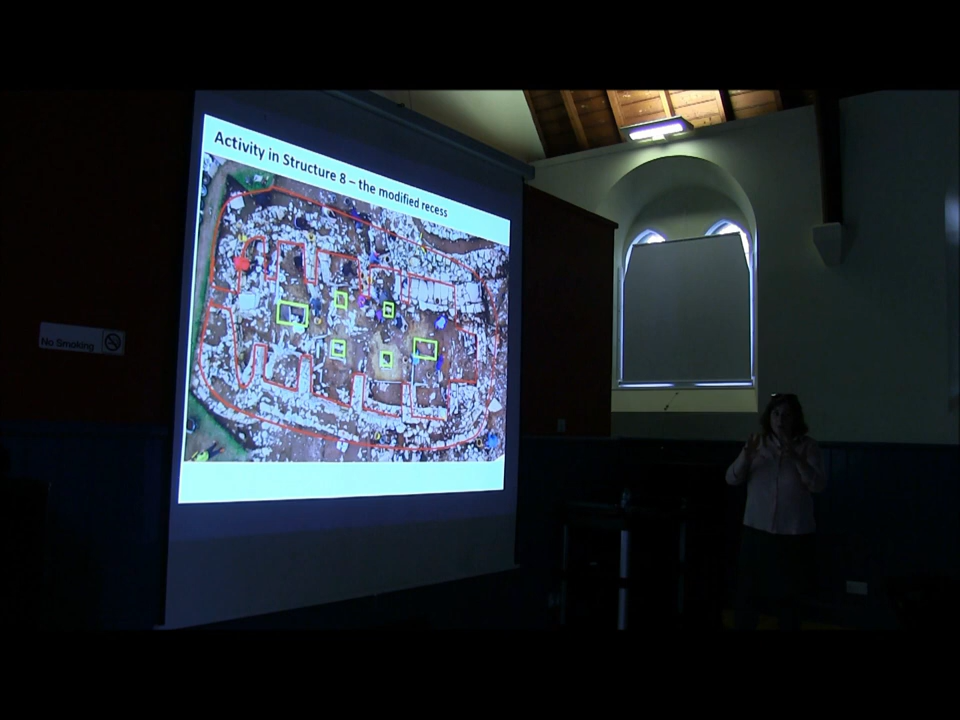 Activity in Structure 8 – the modified recess
No Smoking